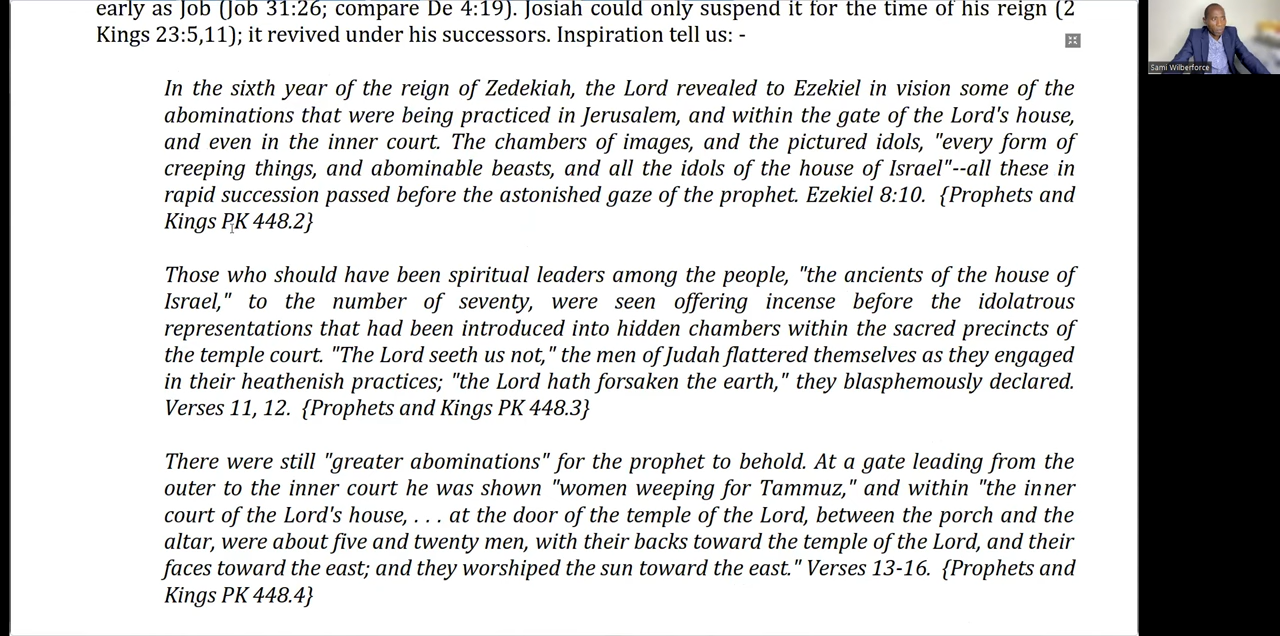 early as Job (Job 31:26; compare De 4:19). Josiah could only suspend it for the time of his reign (2
Kings 23:5,11); it revived under his successors. Inspiration tell us: -
In the sixth year of the reign of Zedekiah, the Lord revealed to Ezekiel in vision some of the
abominations that were being practiced in Jerusalem, and within the gate of the Lord's house,
and even in the inner court. The chambers of images, and the pictured idols, "every form of
creeping things, and abominable beasts, and all the idols of the house of Israel"--all these in
rapid succession passed before the astonished gaze of the prophet. Ezekiel 8:10. {Prophets and
Kings PK 448.2}
Those who should have been spiritual leaders among the people, "the ancients of the house of
Israel," to the number of seventy, were seen offering incense before the idolatrous
representations that had been introduced into hidden chambers within the sacred precincts of
the temple court. "The Lord seeth us not," the men of Judah flattered themselves as they engaged
in their heathenish practices; "the Lord hath forsaken the earth," they blasphemously declared.
Verses 11, 12. {Prophets and Kings PK 448.3}
There were still "greater abominations" for the prophet to behold. At a gate leading from the
outer to the inner court he was shown "women weeping for Tammuz," and within "the inner
court of the Lord's house, . . . at the door of the temple of the Lord, between the porch and the
altar, were about five and twenty men, with their backs toward the temple of the Lord, and their
faces toward the east; and they worshiped the sun toward the east." Verses 13-16. {Prophets and
Kings PK 448.4}
Sami Wilberforce